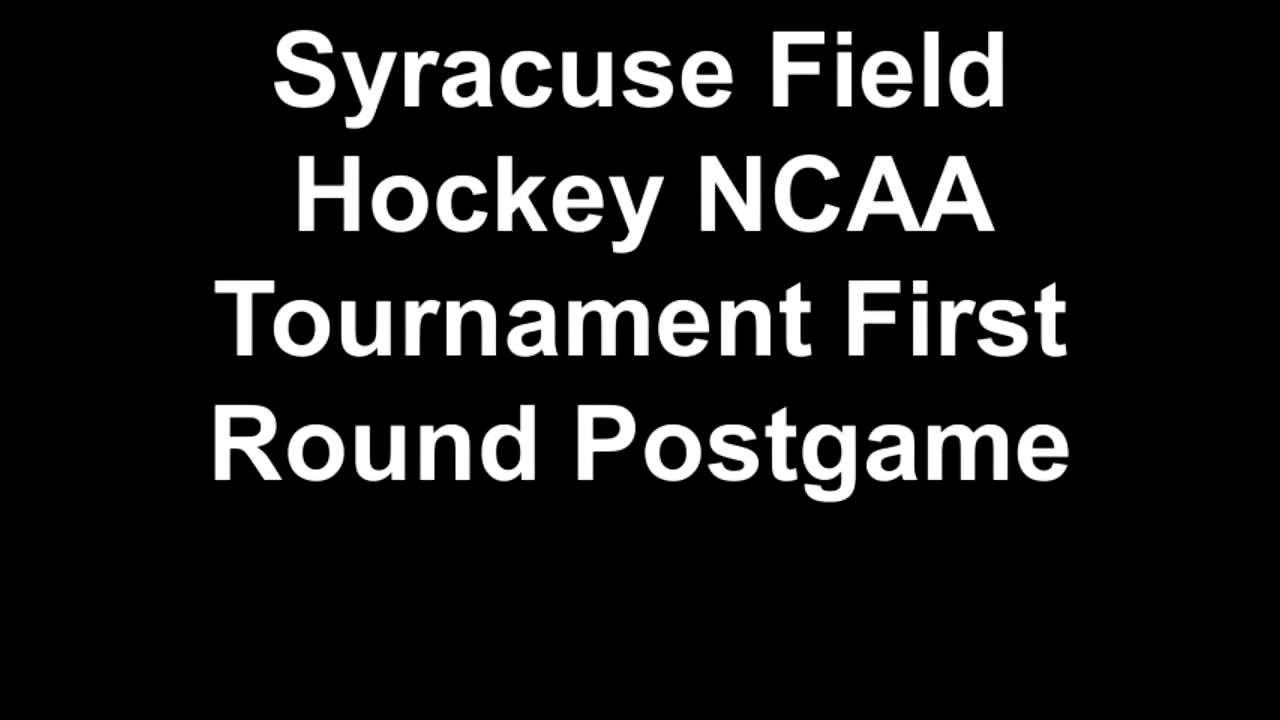 Syracuse Field
Hockey NCAA
Tournament First
Round Postgame